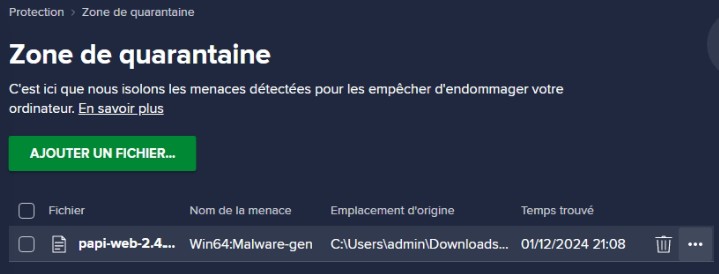 Protection > Zone de quarantaine
Zone de quarantaine
C'est ici que nous isolons les menaces détectées pour les empêcher d'endommager votre
ordinateur. En savoir plus
AJOUTER UN FICHIER...
Fichier Nom de la menace Emplacement d'origine Temps trouvé
papi-web-2.4.... Win64:Malware-gen C:\Users\admin\Downloads... 01/12/2024 21:08